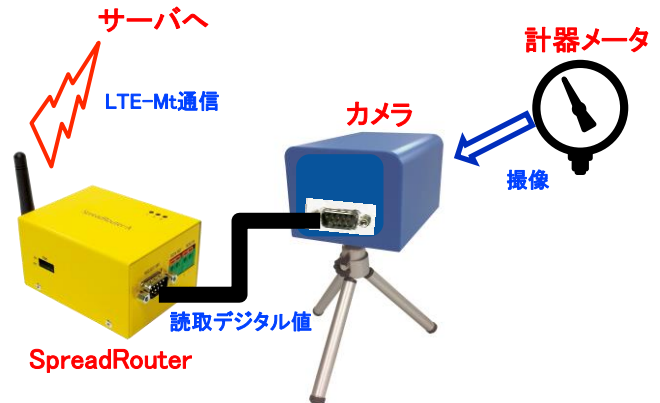 サーバへ
計器メータ
LTE-Mt通信
カメラ
撮像
SpreadRouter-A
読取デジタル値
SpreadRouter